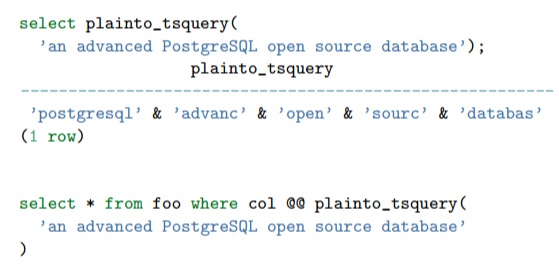 select plainto_tsquery(
'an advanced PostgreSQL open source database');
plainto_tsquery
-------------------------------------------------------
'postgresql' & 'advanc' & 'open' & 'sourc' & 'databas'
(1 row)
select * from foo where col @@ plainto_tsquery(
'an advanced PostgreSQL open source database'
)